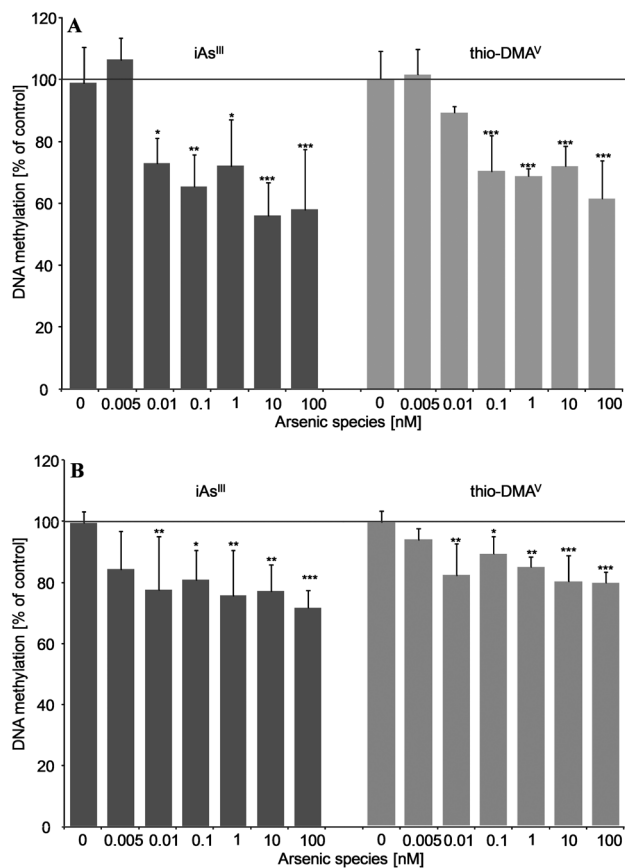 A
iAsIII
thio-DMAV
DNA methylation [% of control]
120
100
80
60
40
20
0
* ** * *** ***
*** *** *** ***
0 0.005 0.01 0.1 1 10 100 0 0.005 0.01 0.1 1 10 100
Arsenic species [nM]
B
iAsIII
thio-DMAV
DNA methylation [% of control]
120
100
80
60
40
20
0
** * ** ** ***
** * ** *** ***
0 0.005 0.01 0.1 1 10 100 0 0.005 0.01 0.1 1 10 100
Arsenic species [nM]